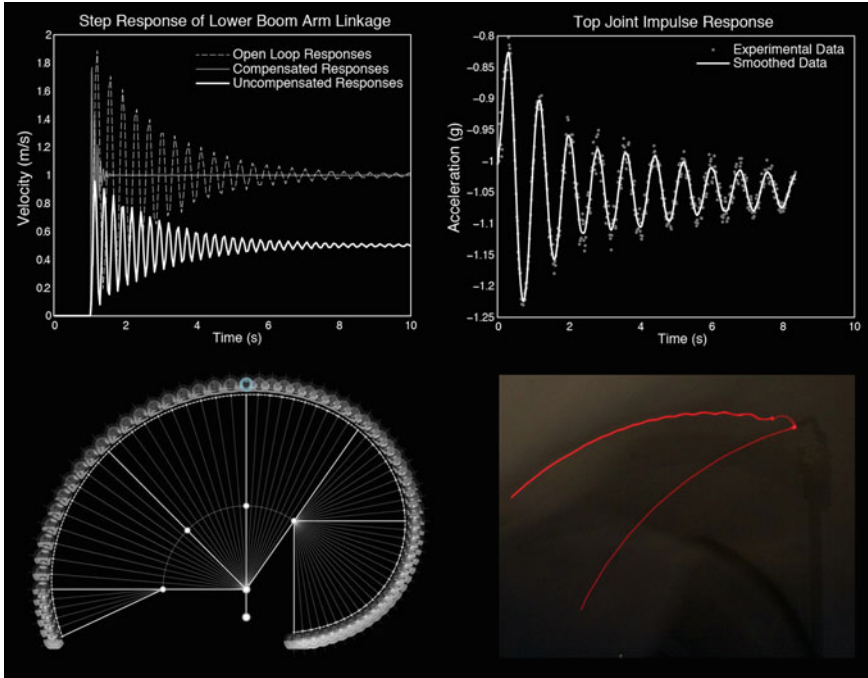 Step Response of Lower Boom Arm Linkage
2
1.8
1.6
1.4
1.2
1
0.8
0.6
0.4
0.2
0
Velocity (m/s)
Open Loop Responses
Compensated Responses
Uncompensated Responses
0 2 4 6 8 10
Time (s)
Top Joint Impulse Response
-0.8
-0.85
-0.9
-0.95
-1
-1.05
-1.1
-1.15
-1.2
-1.25
Acceleration (g)
Experimental Data
Smoothed Data
0 2 4 6 8 10
Time (s)